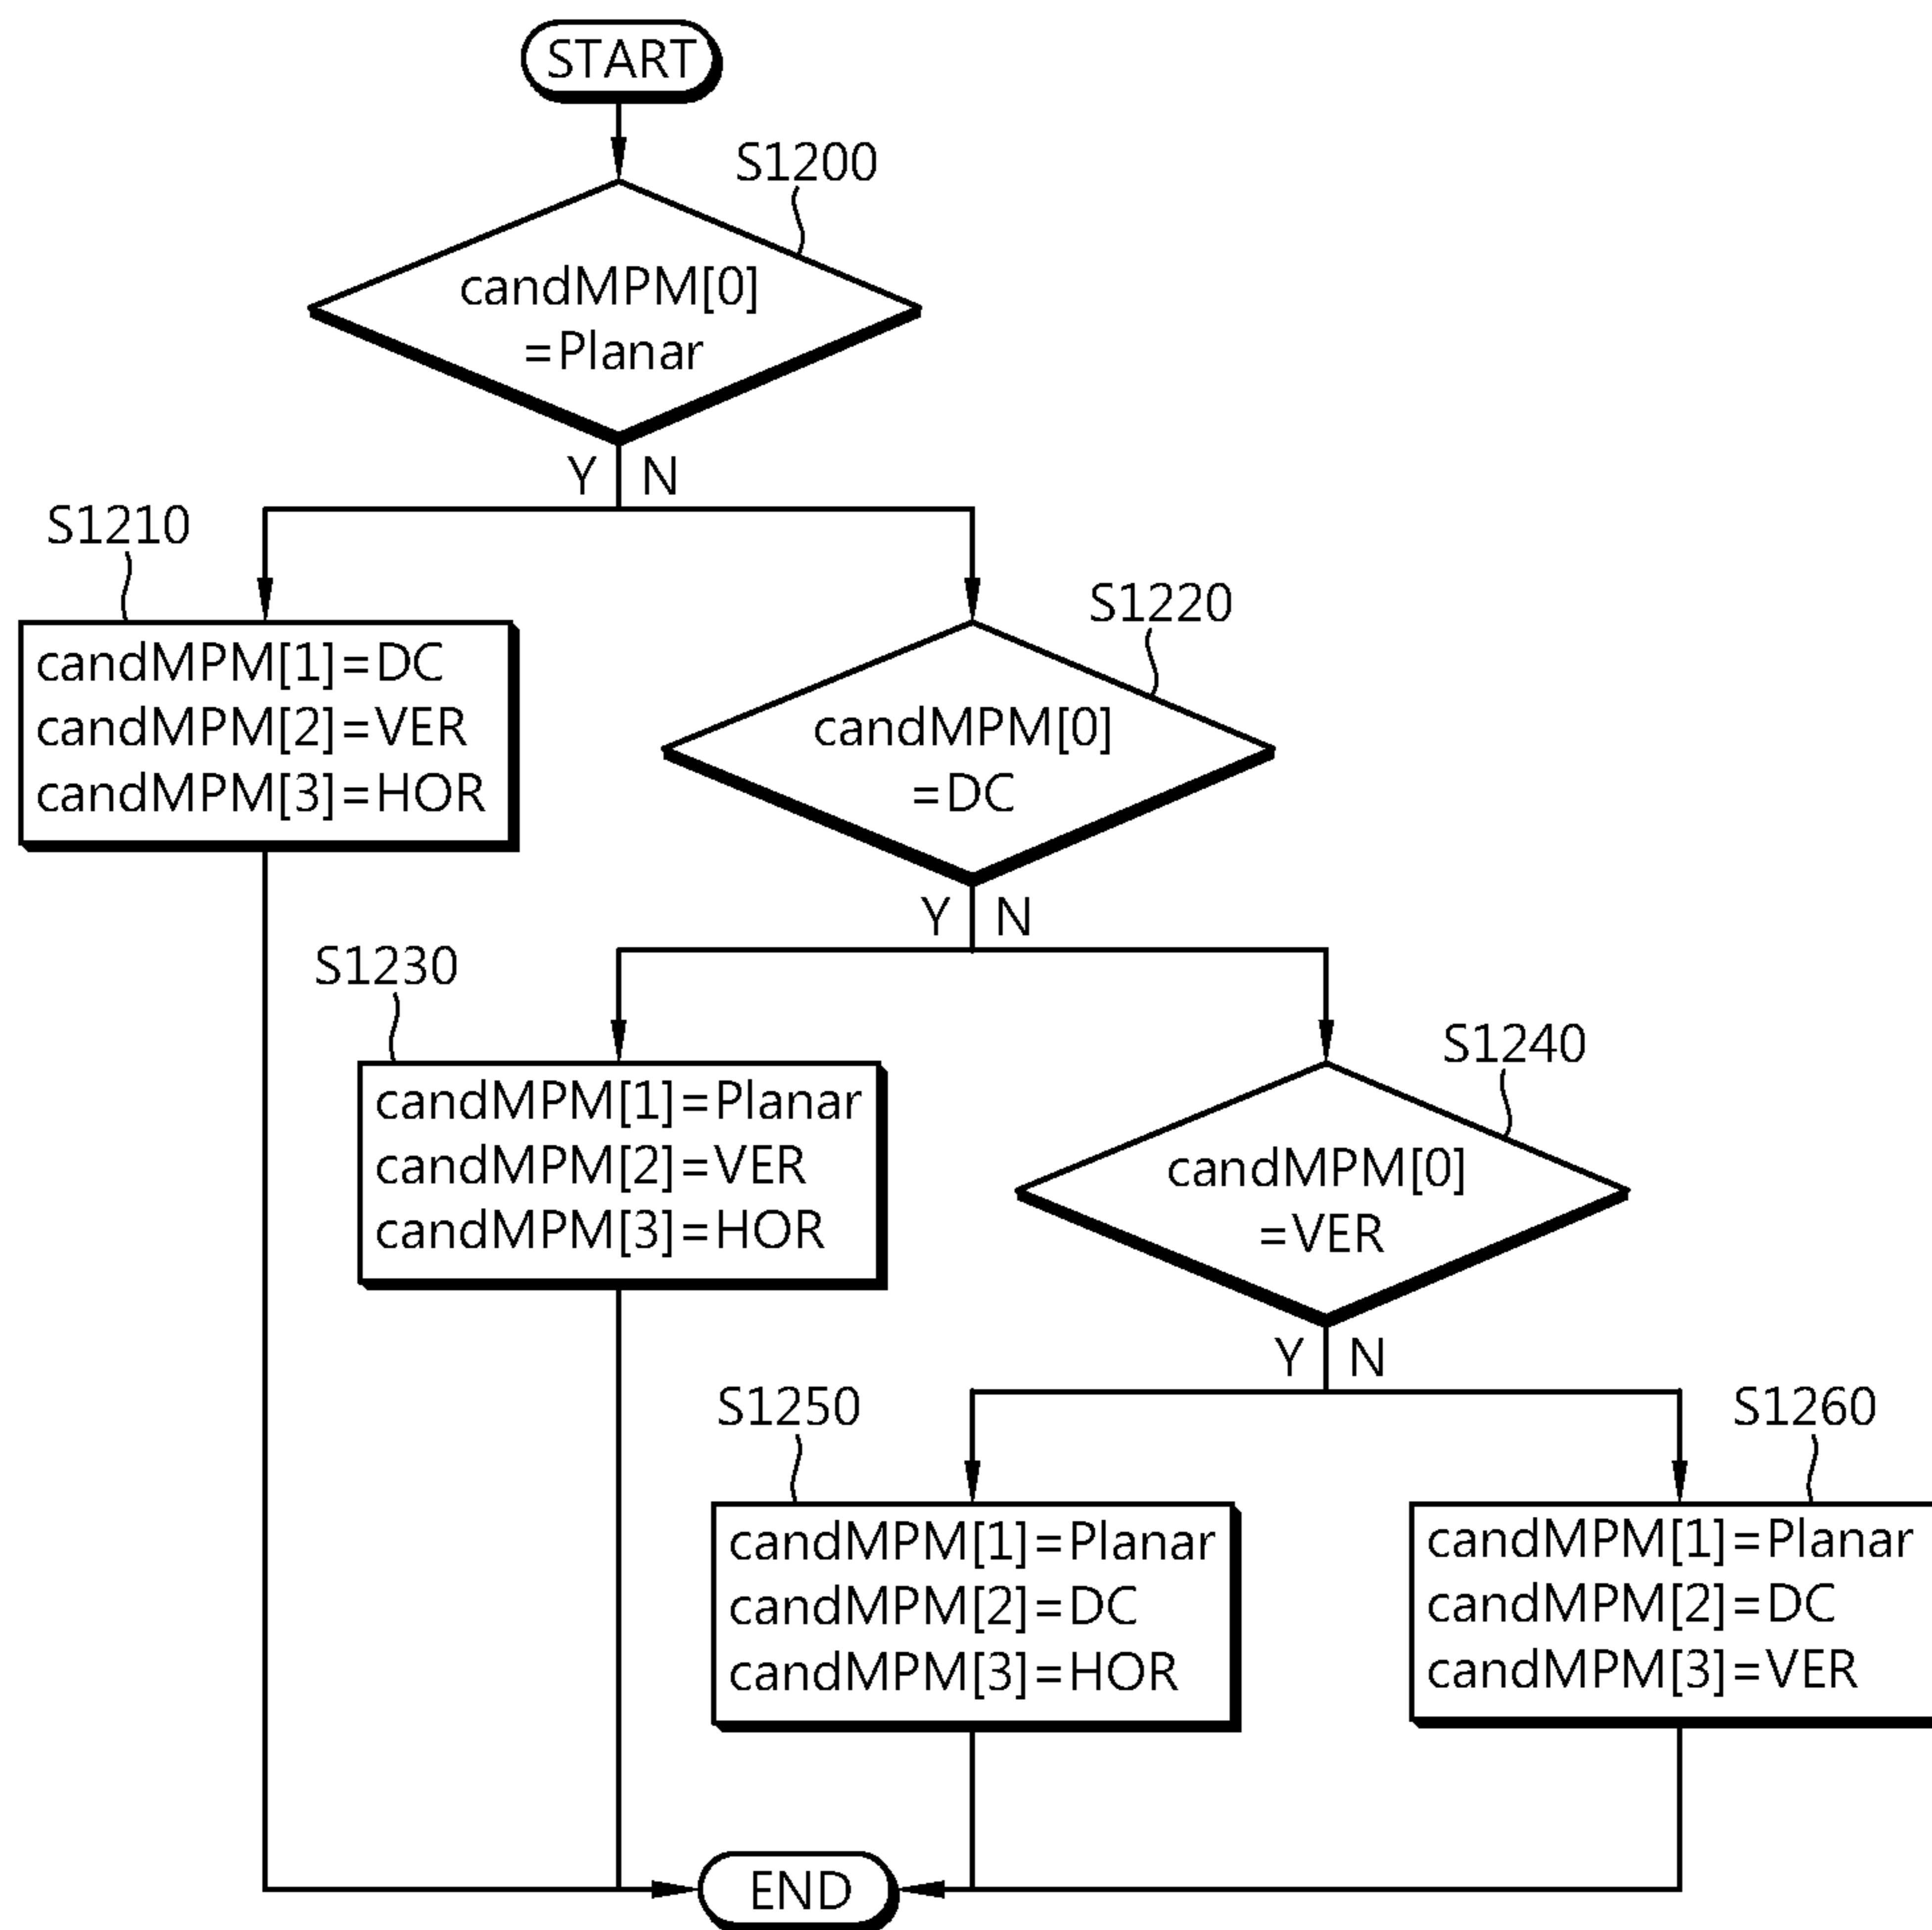 START
S1200
candMPM[0]
=Planar
Y
N
S1210
candMPM[1]=DC
candMPM[2]=VER
candMPM[3]=HOR
S1220
candMPM[0]
=DC
Y
N
S1230
candMPM[1]=Planar
candMPM[2]=VER
candMPM[3]=HOR
S1240
candMPM[0]
=VER
Y
N
S1250
candMPM[1]=Planar
candMPM[2]=DC
candMPM[3]=HOR
S1260
candMPM[1]=Planar
candMPM[2]=DC
candMPM[3]=VER
END